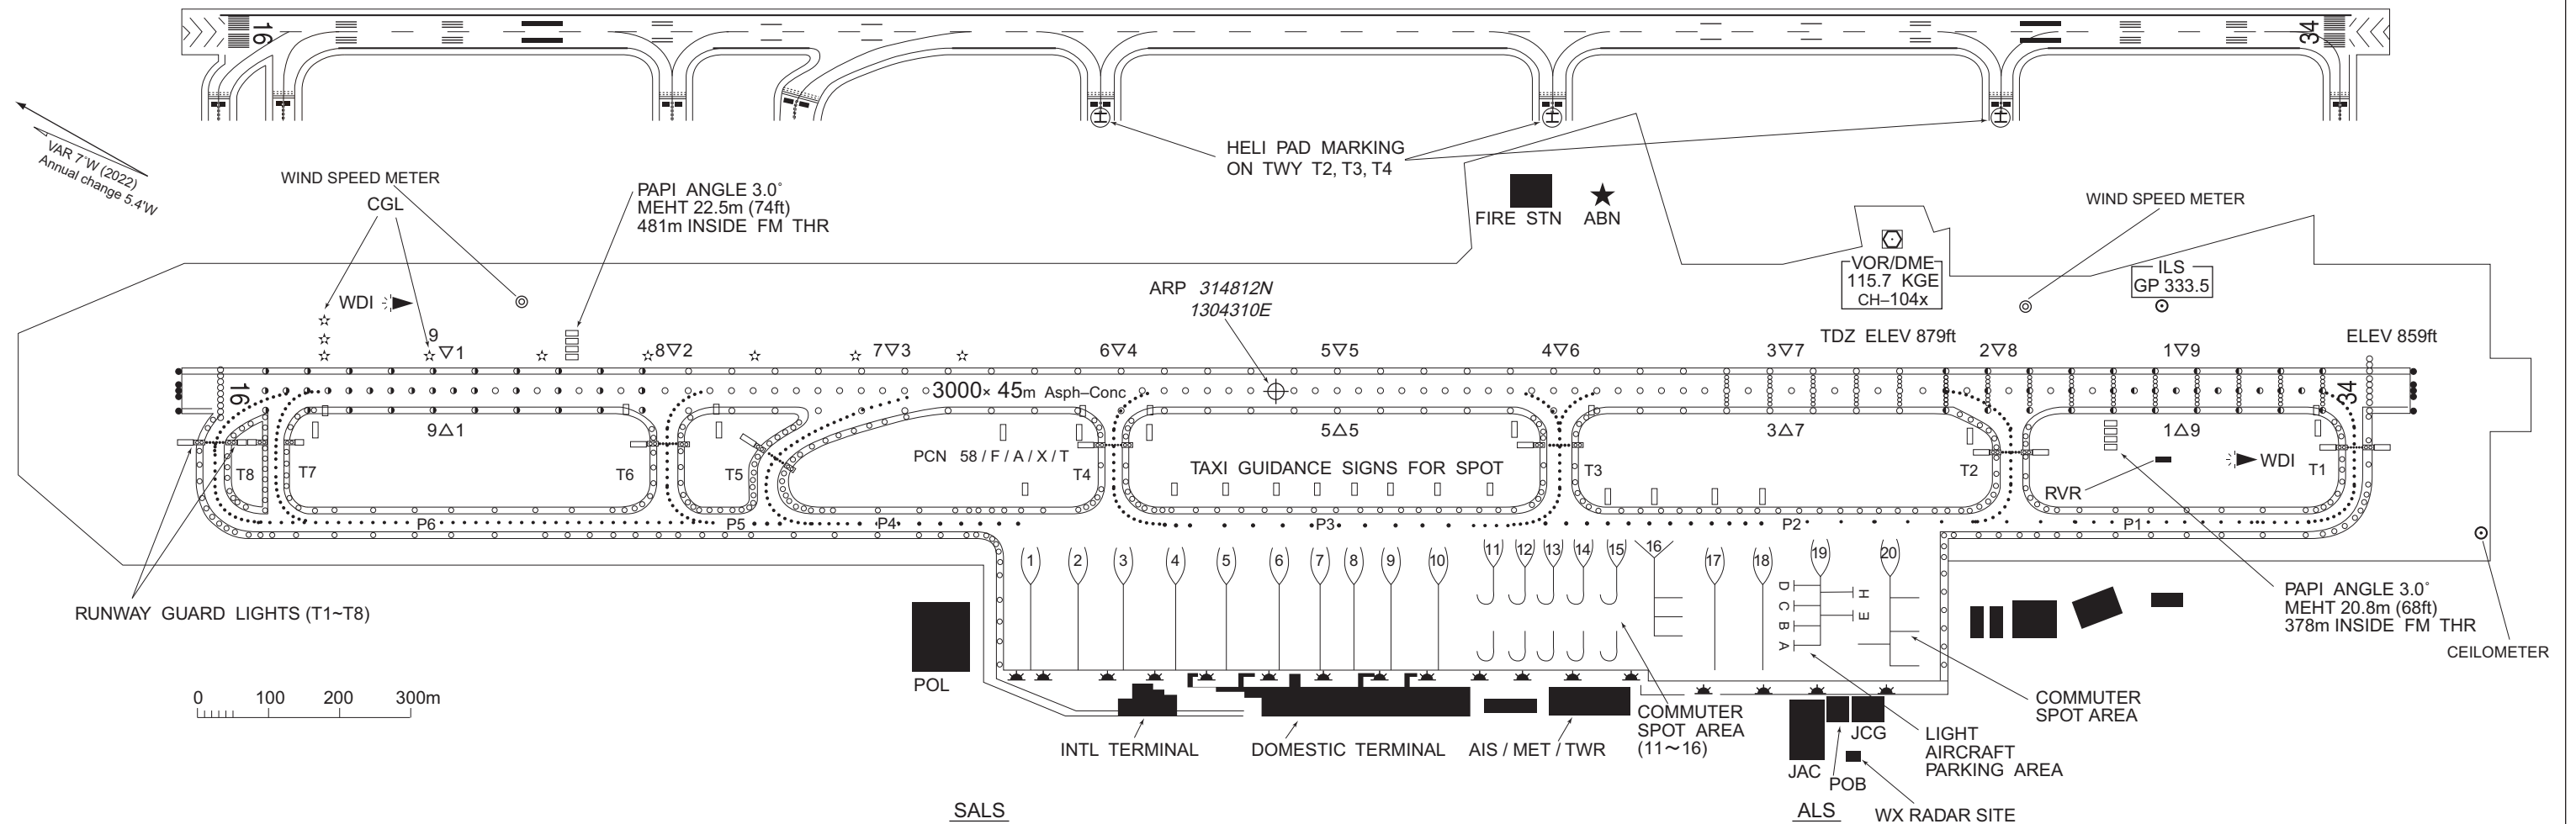 16
34
VAR 7°W (2022)
Annual change 5.4'W
HELI PAD MARKING
ON TWY T2, T3, T4
WIND SPEED METER
CGL
PAPI ANGLE 3.0°
MEHT 22.5m (74ft)
481m INSIDE FM THR
FIRE STN
ABN
WIND SPEED METER
VOR/DME
115.7 KGE
CH–104x
ILS
GP 333.5
WDI
ARP 314812N
1304310E
TDZ ELEV 879ft
ELEV 859ft
9
▽1
8▽2
7▽3
6▽4
5▽5
4▽6
3▽7
2▽8
1▽9
16
3000× 45m Asph–Conc
34
9△1
5△5
3△7
1△9
PCN 58 / F / A / X / T
TAXI GUIDANCE SIGNS FOR SPOT
T8
T7
T6
T5
T4
T3
T2
T1
RVR
WDI
P6
P5
P4
P3
P2
P1
1
2
3
4
5
6
7
8
9
10
11
12
13
14
15
16
17
18
19
20
D
C
B
A
H
E
RUNWAY GUARD LIGHTS (T1~T8)
PAPI ANGLE 3.0°
MEHT 20.8m (68ft)
378m INSIDE FM THR
CEILOMETER
POL
0 100 200 300m
INTL TERMINAL
DOMESTIC TERMINAL
AIS / MET / TWR
COMMUTER
SPOT AREA
(11～16)
COMMUTER
SPOT AREA
LIGHT
AIRCRAFT
PARKING AREA
JAC
POB
JCG
WX RADAR SITE
SALS
ALS